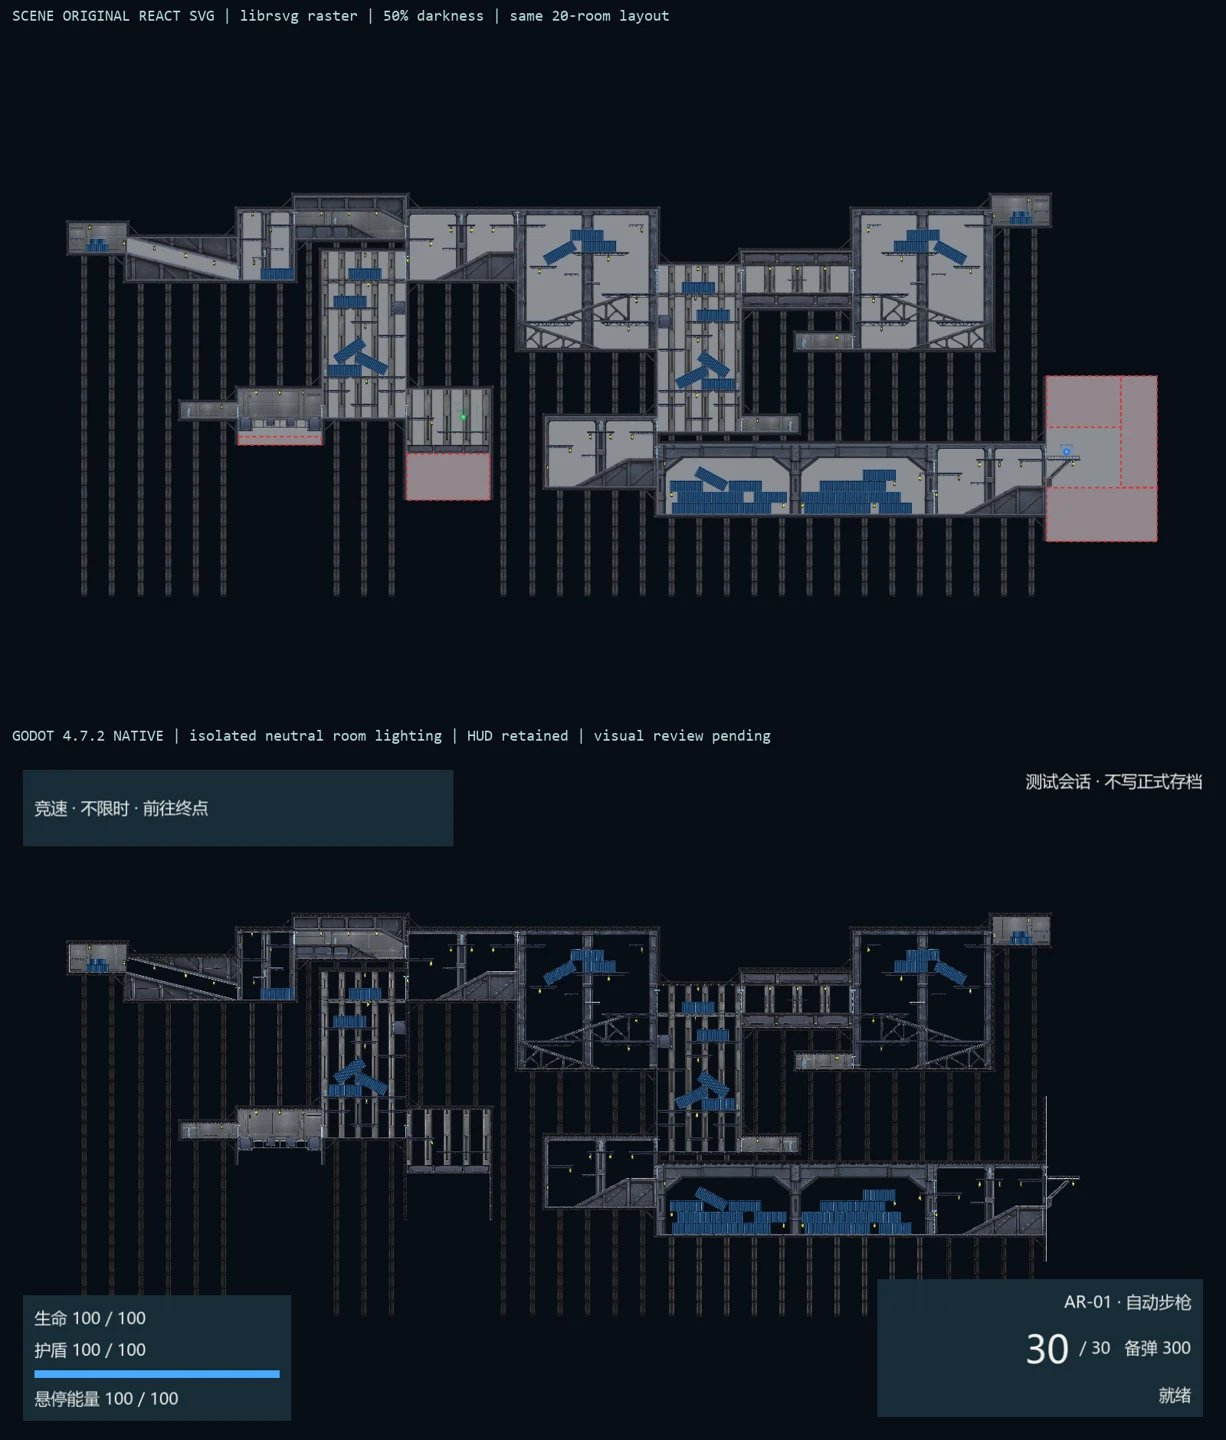 SCENE ORIGINAL REACT SVG | librsvg raster | 50% darkness | same 20-room layout
GODOT 4.7.2 NATIVE | isolated neutral room lighting | HUD retained | visual review pending
竞速 · 不限时 · 前往终点
测试会话 · 不写正式存档
生命 100 / 100
护盾 100 / 100
悬停能量 100 / 100
AR-01 · 自动步枪
30 / 30 备弹 300
就绪